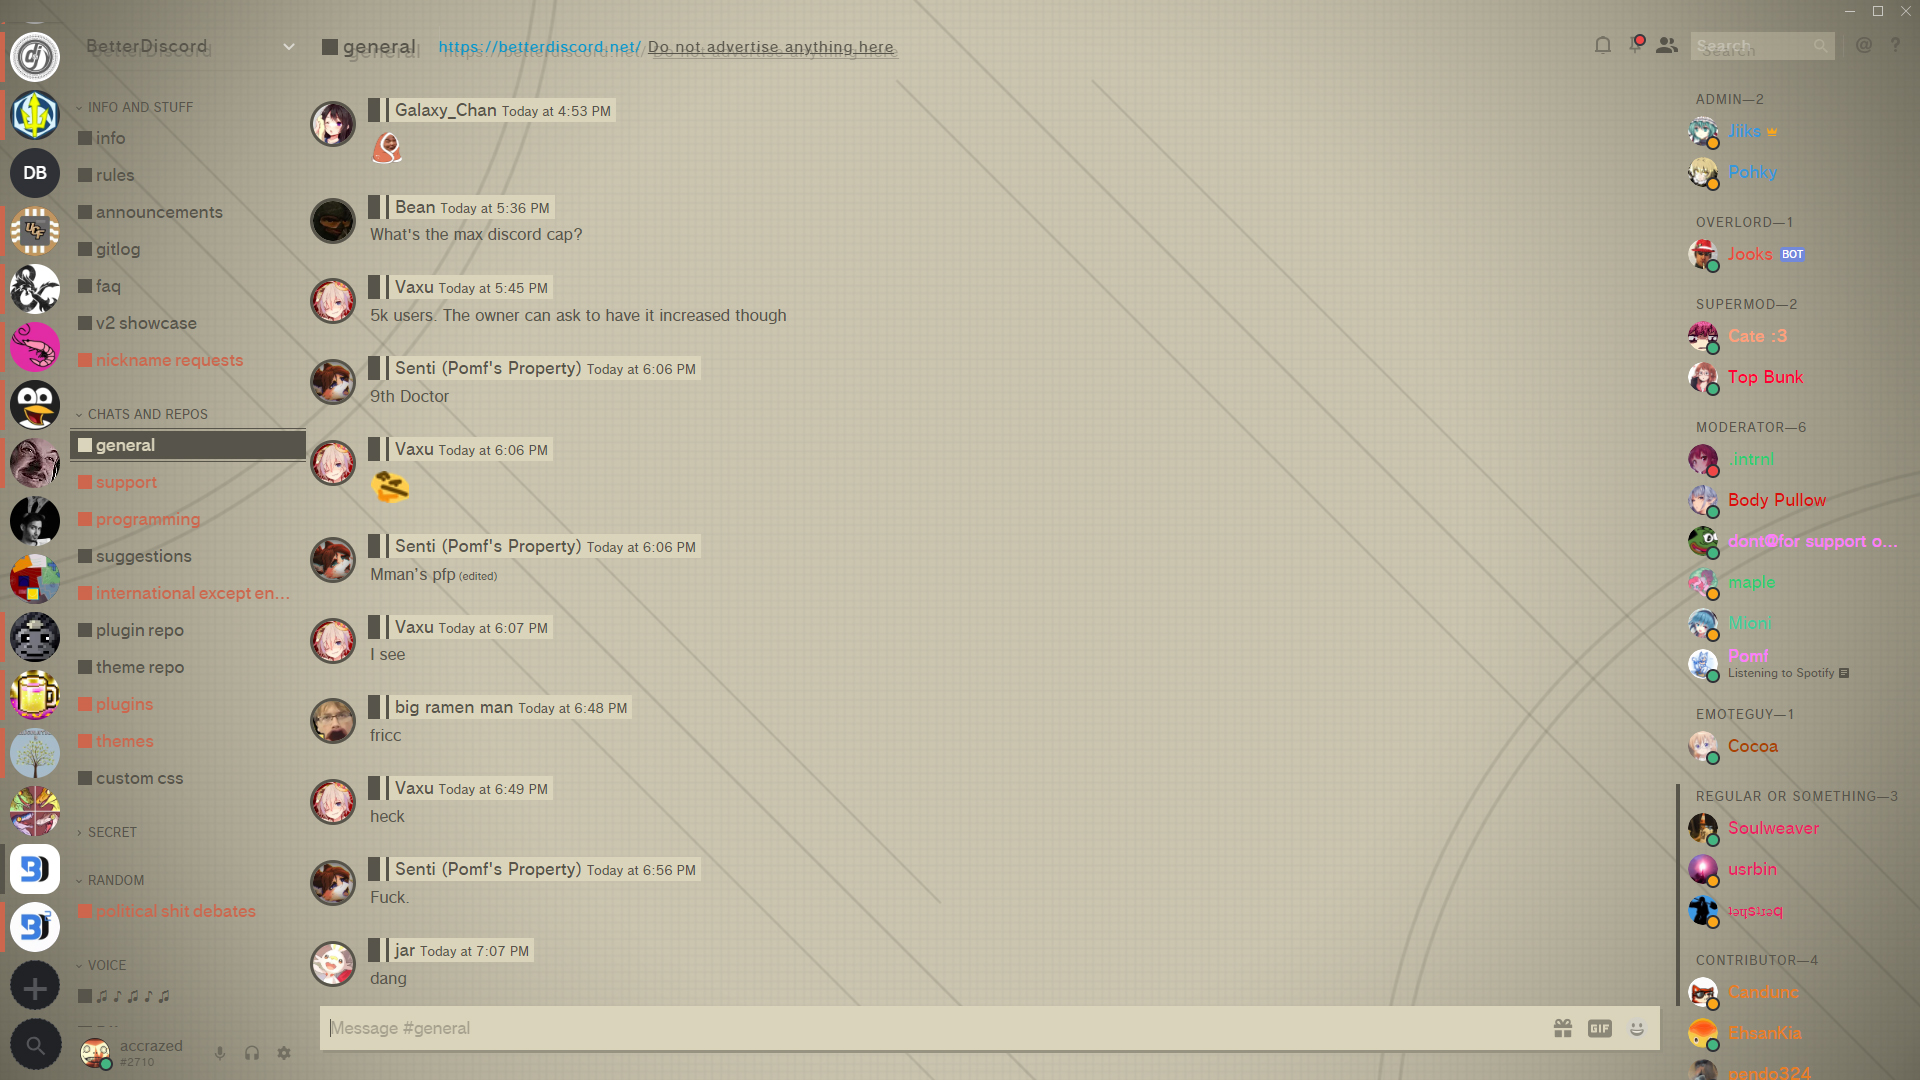 BetterDiscord
general
https://betterdiscord.net/ Do not advertise anything here
Search
DB
UCF
INFO AND STUFF
info
rules
announcements
gitlog
faq
v2 showcase
nickname requests
CHATS AND REPOS
general
support
programming
suggestions
international except en...
plugin repo
theme repo
plugins
themes
custom css
SECRET
RANDOM
political shit debates
VOICE
♫ ♪ ♫ ♪ ♫
accrazed
#2710
Galaxy_Chan Today at 4:53 PM
Bean Today at 5:36 PM
What's the max discord cap?
Vaxu Today at 5:45 PM
5k users. The owner can ask to have it increased though
Senti (Pomf's Property) Today at 6:06 PM
9th Doctor
Vaxu Today at 6:06 PM
Senti (Pomf's Property) Today at 6:06 PM
Mman's pfp (edited)
Vaxu Today at 6:07 PM
I see
big ramen man Today at 6:48 PM
fricc
Vaxu Today at 6:49 PM
heck
Senti (Pomf's Property) Today at 6:56 PM
Fuck.
jar Today at 7:07 PM
dang
Message #general
GIF
ADMIN—2
Jiiks
Pohky
OVERLORD—1
Jooks BOT
SUPERMOD—2
Cate :3
Top Bunk
MODERATOR—6
.intrnl
Body Pullow
dont@for support o...
maple
Mioni
Pomf
Listening to Spotify
EMOTEGUY—1
Cocoa
REGULAR OR SOMETHING—3
Soulweaver
usrbin
CONTRIBUTOR—4
Candunc
EhsanKia
pendo324